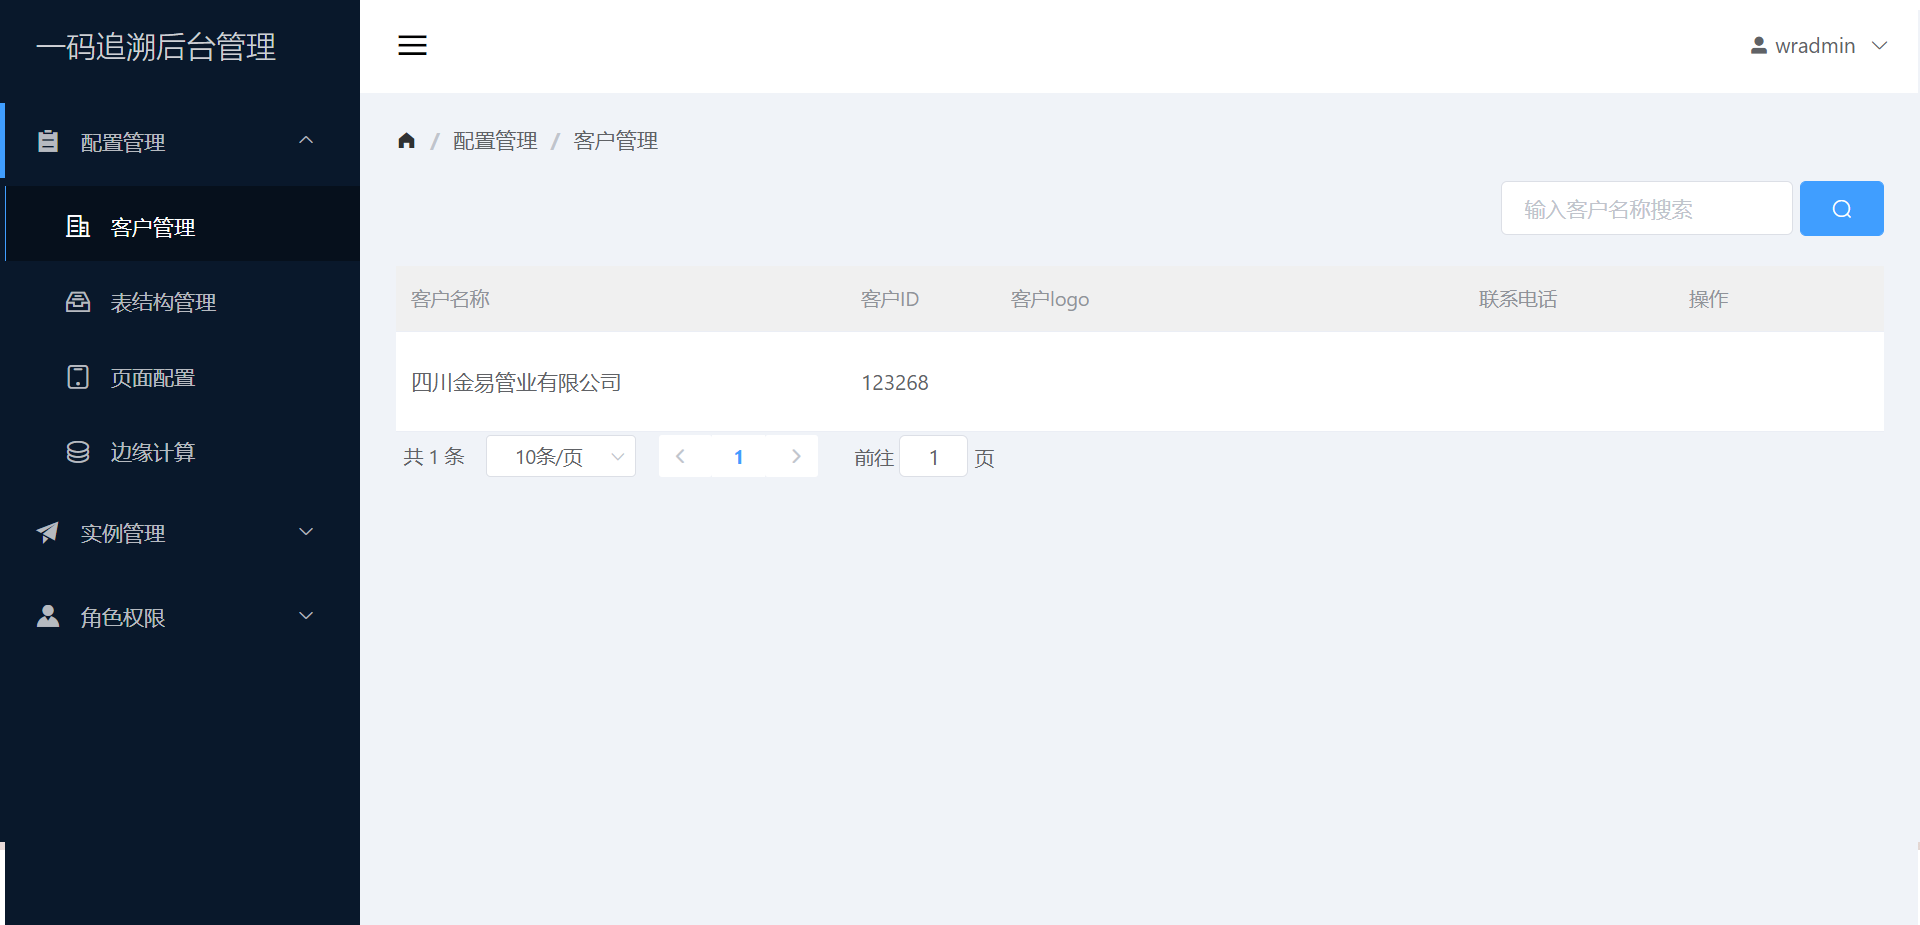 一码追溯后台管理
wradmin
配置管理
客户管理
表结构管理
页面配置
边缘计算
实例管理
角色权限
/ 配置管理 / 客户管理
输入客户名称搜索
客户名称 客户ID 客户logo 联系电话 操作
四川金易管业有限公司 123268
共 1 条 10条/页 1 前往 1 页